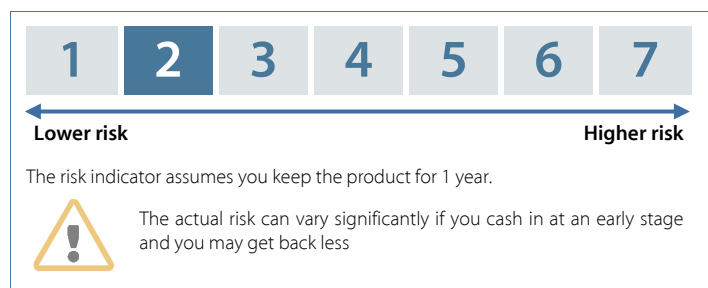 1 2 3 4 5 6 7
Lower risk Higher risk
The risk indicator assumes you keep the product for 1 year.
The actual risk can vary significantly if you cash in at an early stage
and you may get back less